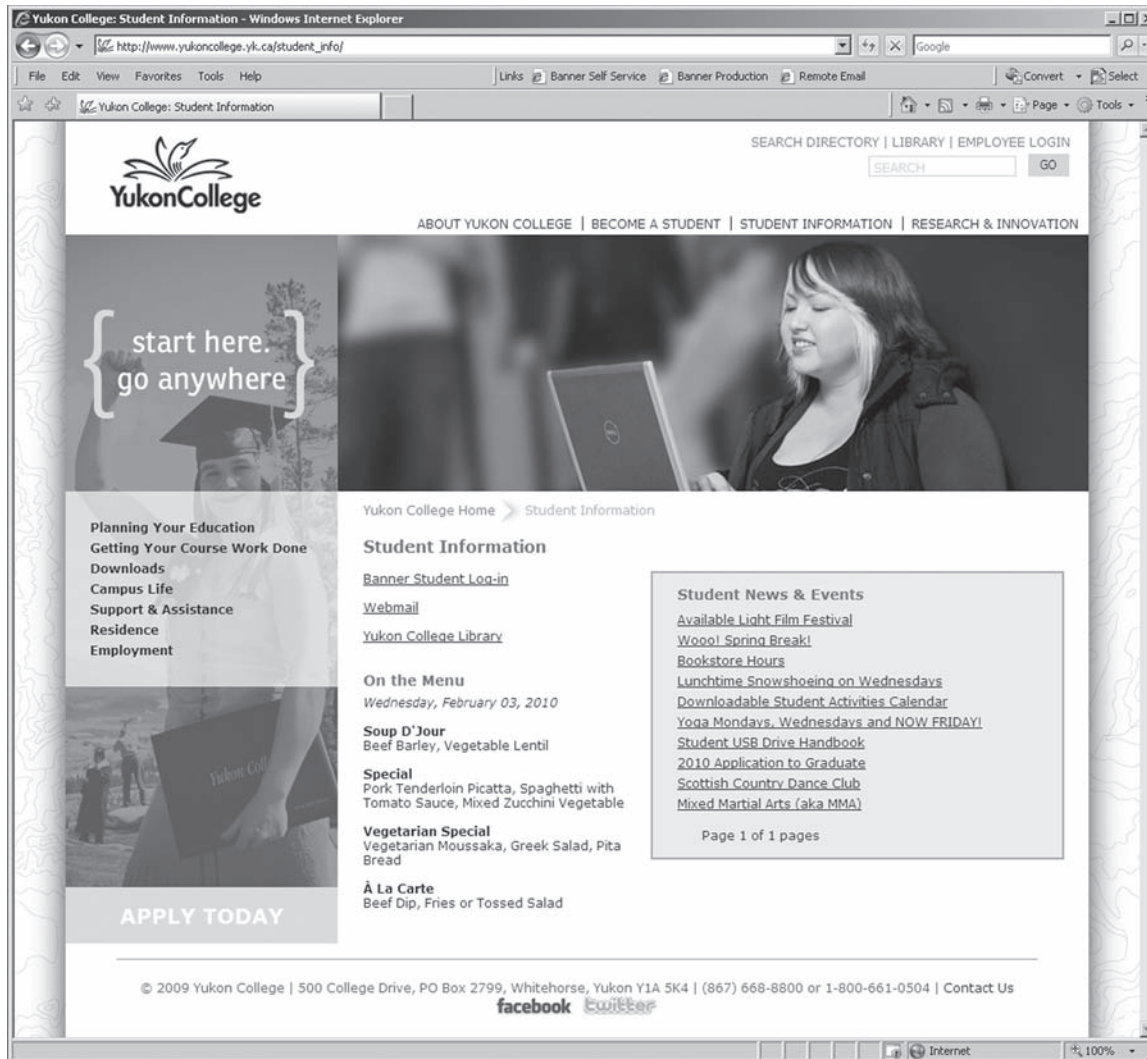 Yukon College: Student Information - Windows Internet Explorer
http://www.yukoncollege.yk.ca/student_info/
Google
File Edit View Favorites Tools Help
Links Banner Self Service Banner Production Remote Email
Convert Select
Yukon College: Student Information
Page Tools
SEARCH DIRECTORY | LIBRARY | EMPLOYEE LOGIN
SEARCH GO
YukonCollege
ABOUT YUKON COLLEGE | BECOME A STUDENT | STUDENT INFORMATION | RESEARCH & INNOVATION
{ start here.
go anywhere }
Planning Your Education
Getting Your Course Work Done
Downloads
Campus Life
Support & Assistance
Residence
Employment
Yukon Coll
APPLY TODAY
Yukon College Home Student Information
Student Information
Banner Student Log-in
Webmail
Yukon College Library
On the Menu
Wednesday, February 03, 2010
Soup D'Jour
Beef Barley, Vegetable Lentil
Special
Pork Tenderloin Picatta, Spaghetti with
Tomato Sauce, Mixed Zucchini Vegetable
Vegetarian Special
Vegetarian Moussaka, Greek Salad, Pita
Bread
À La Carte
Beef Dip, Fries or Tossed Salad
Student News & Events
Available Light Film Festival
Wooo! Spring Break!
Bookstore Hours
Lunchtime Snowshoeing on Wednesdays
Downloadable Student Activities Calendar
Yoga Mondays, Wednesdays and NOW FRIDAY!
Student USB Drive Handbook
2010 Application to Graduate
Scottish Country Dance Club
Mixed Martial Arts (aka MMA)
Page 1 of 1 pages
© 2009 Yukon College | 500 College Drive, PO Box 2799, Whitehorse, Yukon Y1A 5K4 | (867) 668-8800 or 1-800-661-0504 | Contact Us
facebook twitter
Internet 100%